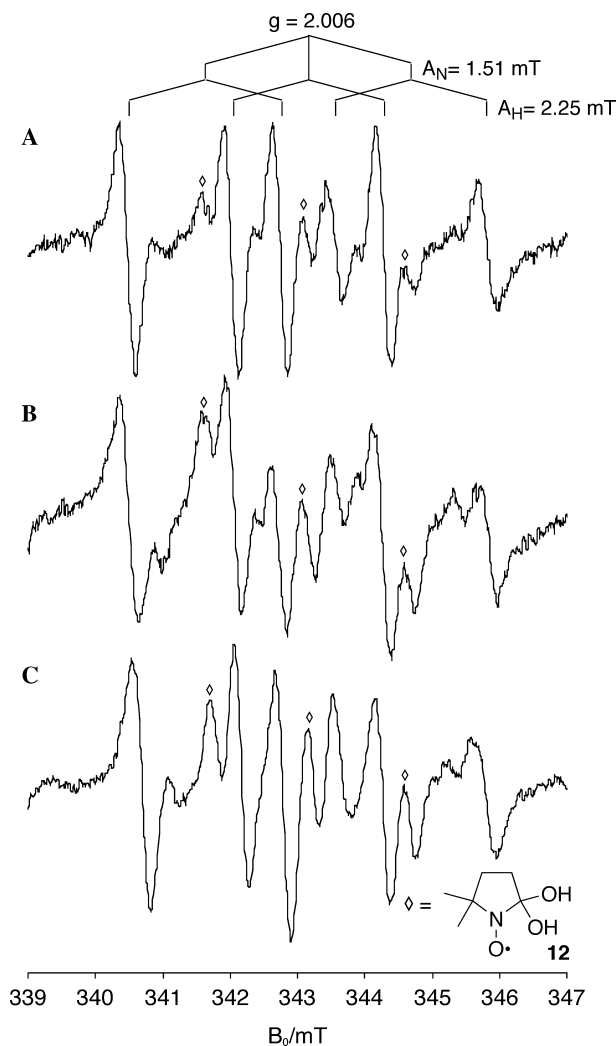 g = 2.006
A_N= 1.51 mT
A_H= 2.25 mT
A
◊
◊
◊
B
◊
◊
◊
C
◊
◊
◊
◊ =
OH
N
OH
O•
12
339 340 341 342 343 344 345 346 347
B₀/mT